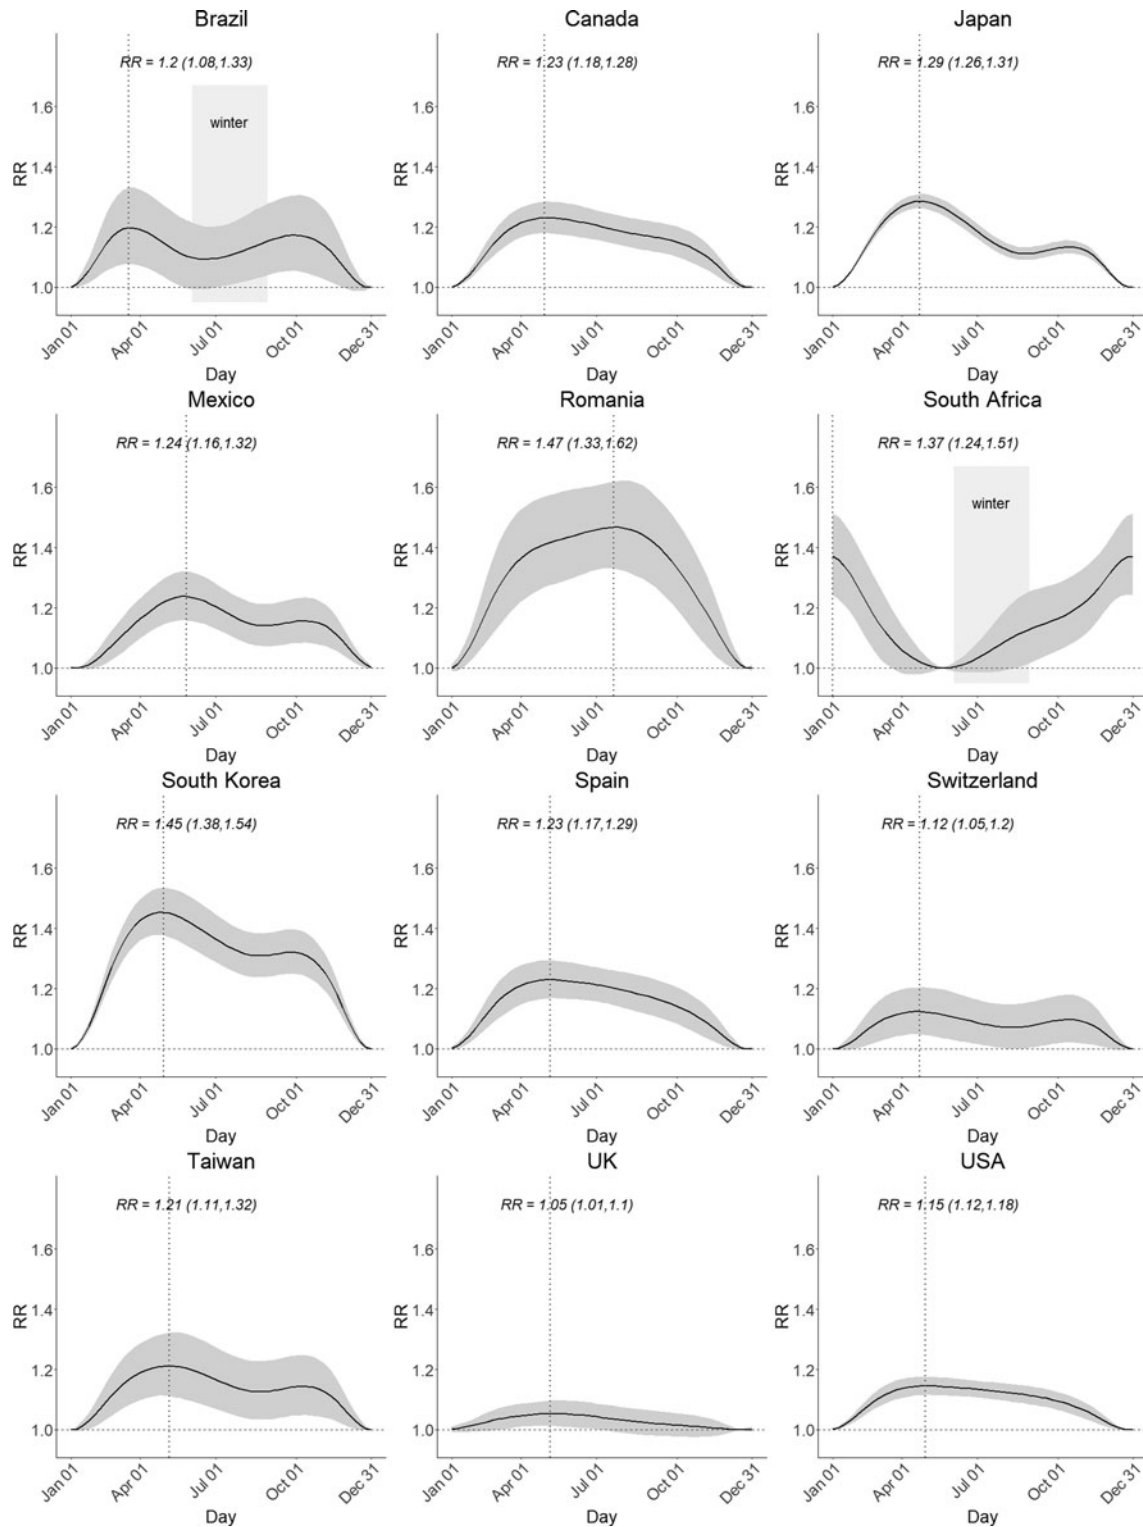 Brazil
RR = 1.2 (1.08,1.33)
winter
RR
1.6
1.4
1.2
1.0
Jan 01
Apr 01
Jul 01
Oct 01
Dec 31
Day
Canada
RR = 1.23 (1.18,1.28)
RR
1.6
1.4
1.2
1.0
Jan 01
Apr 01
Jul 01
Oct 01
Dec 31
Day
Japan
RR = 1.29 (1.26,1.31)
RR
1.6
1.4
1.2
1.0
Jan 01
Apr 01
Jul 01
Oct 01
Dec 31
Day
Mexico
RR = 1.24 (1.16,1.32)
RR
1.6
1.4
1.2
1.0
Jan 01
Apr 01
Jul 01
Oct 01
Dec 31
Day
Romania
RR = 1.47 (1.33,1.62)
RR
1.6
1.4
1.2
1.0
Jan 01
Apr 01
Jul 01
Oct 01
Dec 31
Day
South Africa
RR = 1.37 (1.24,1.51)
winter
RR
1.6
1.4
1.2
1.0
Jan 01
Apr 01
Jul 01
Oct 01
Dec 31
Day
South Korea
RR = 1.45 (1.38,1.54)
RR
1.6
1.4
1.2
1.0
Jan 01
Apr 01
Jul 01
Oct 01
Dec 31
Day
Spain
RR = 1.23 (1.17,1.29)
RR
1.6
1.4
1.2
1.0
Jan 01
Apr 01
Jul 01
Oct 01
Dec 31
Day
Switzerland
RR = 1.12 (1.05,1.2)
RR
1.6
1.4
1.2
1.0
Jan 01
Apr 01
Jul 01
Oct 01
Dec 31
Day
Taiwan
RR = 1.21 (1.11,1.32)
RR
1.6
1.4
1.2
1.0
Jan 01
Apr 01
Jul 01
Oct 01
Dec 31
Day
UK
RR = 1.05 (1.01,1.1)
RR
1.6
1.4
1.2
1.0
Jan 01
Apr 01
Jul 01
Oct 01
Dec 31
Day
USA
RR = 1.15 (1.12,1.18)
RR
1.6
1.4
1.2
1.0
Jan 01
Apr 01
Jul 01
Oct 01
Dec 31
Day